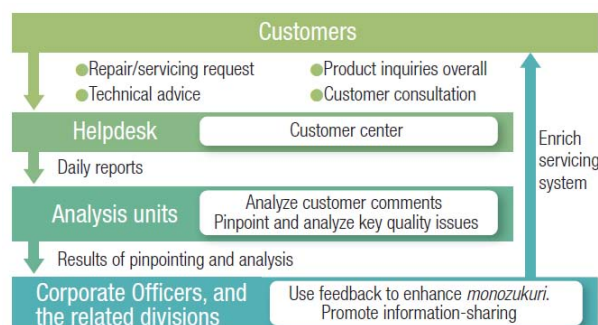 Customers
●Repair/servicing request
●Product inquiries overall
●Technical advice
●Customer consultation
Helpdesk
Customer center
Daily reports
Enrich
servicing
system
Analysis units
Analyze customer comments
Pinpoint and analyze key quality issues
Results of pinpointing and analysis
Corporate Officers, and
the related divisions
Use feedback to enhance monozukuri.
Promote information-sharing